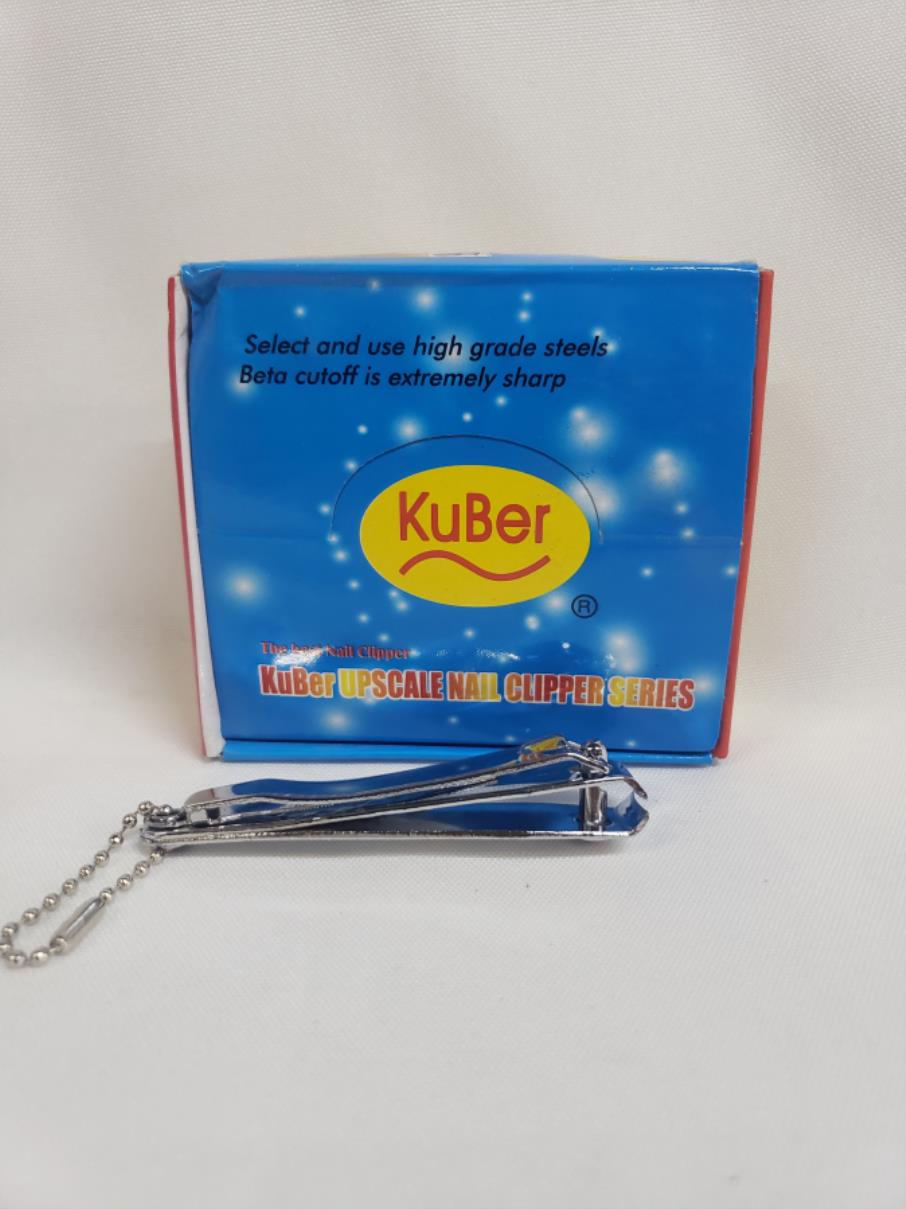 Select and use high grade steels
Beta cutoff is extremely sharp
KuBer
®
The best Nail Clipper
KuBer UPSCALE NAIL CLIPPER SERIES